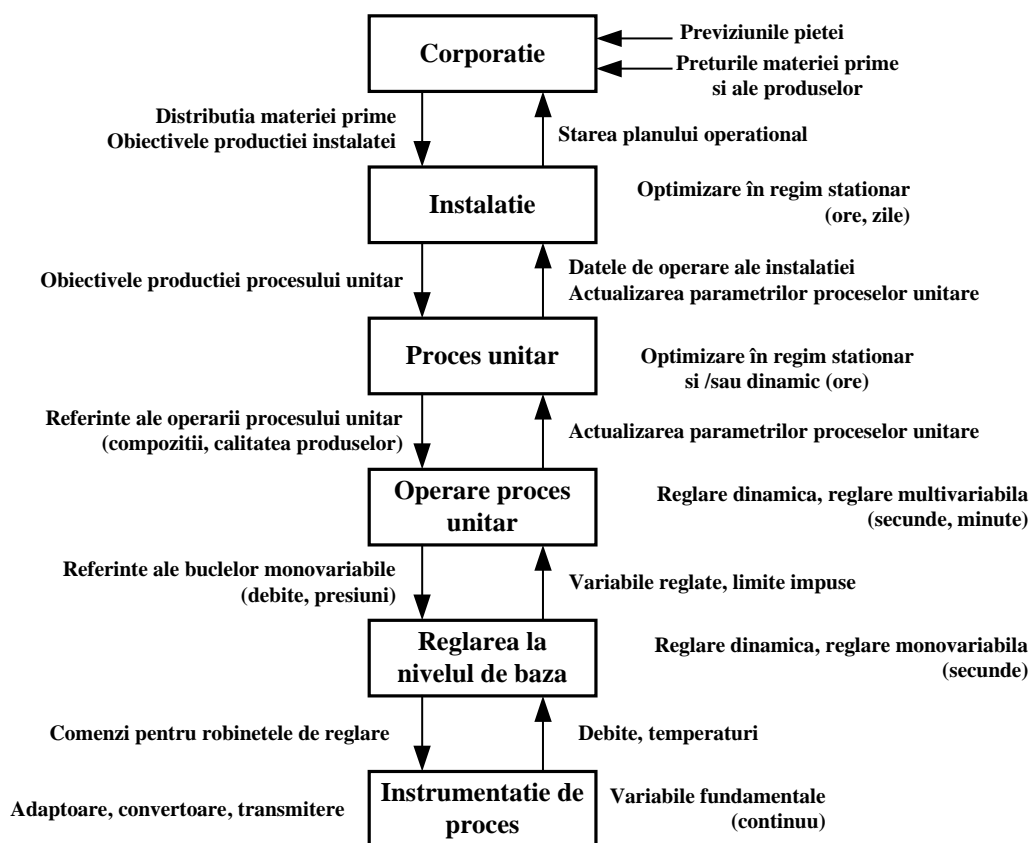 Corporatie
Previziunile pietei
Preturile materiei prime
si ale produselor
Distributia materiei prime
Obiectivele productiei instalatei
Starea planului operational
Instalatie
Optimizare în regim stationar
(ore, zile)
Obiectivele productiei procesului unitar
Datele de operare ale instalatiei
Actualizarea parametrilor proceselor unitare
Proces unitar
Optimizare în regim stationar
si /sau dinamic (ore)
Referinte ale operarii procesului unitar
(compozitii, calitatea produselor)
Actualizarea parametrilor proceselor unitare
Operare proces
unitar
Reglare dinamica, reglare multivariabila
(secunde, minute)
Referinte ale buclelor monovariabile
(debite, presiuni)
Variabile reglate, limite impuse
Reglarea la
nivelul de baza
Reglare dinamica, reglare monovariabila
(secunde)
Comenzi pentru robinetele de reglare
Debite, temperaturi
Adaptoare, convertoare, transmitere
Instrumentatie de
proces
Variabile fundamentale
(continuu)